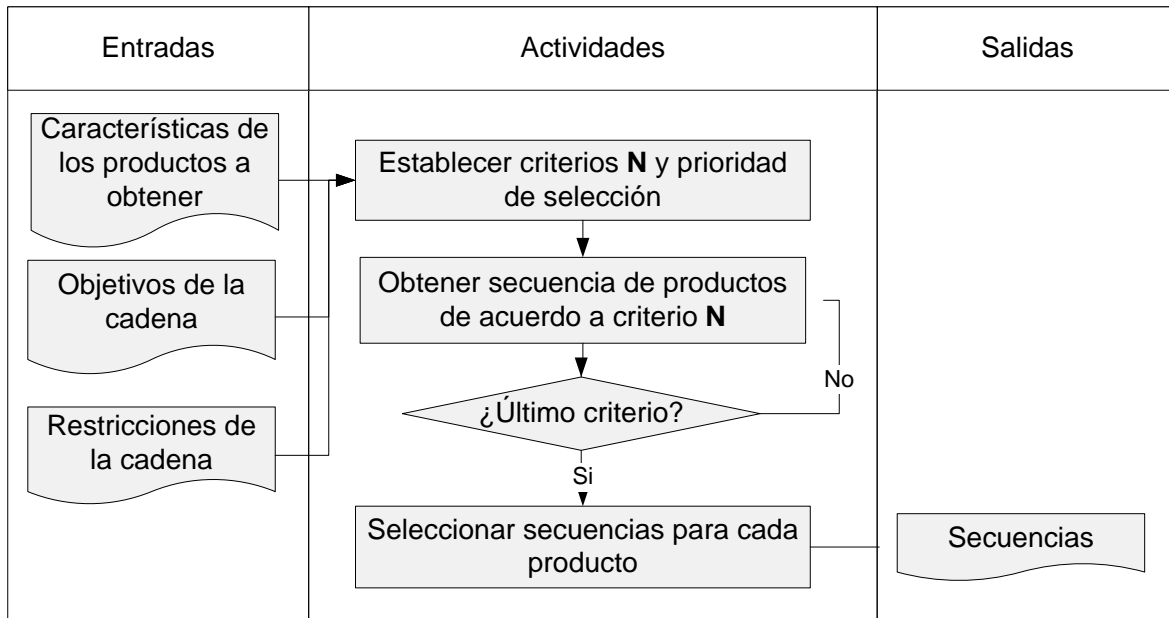 Entradas
Actividades
Salidas
Características de
los productos a
obtener
Objetivos de la
cadena
Restricciones de
la cadena
Establecer criterios N y prioridad
de selección
Obtener secuencia de productos
de acuerdo a criterio N
No
¿Último criterio?
Si
Seleccionar secuencias para cada
producto
Secuencias